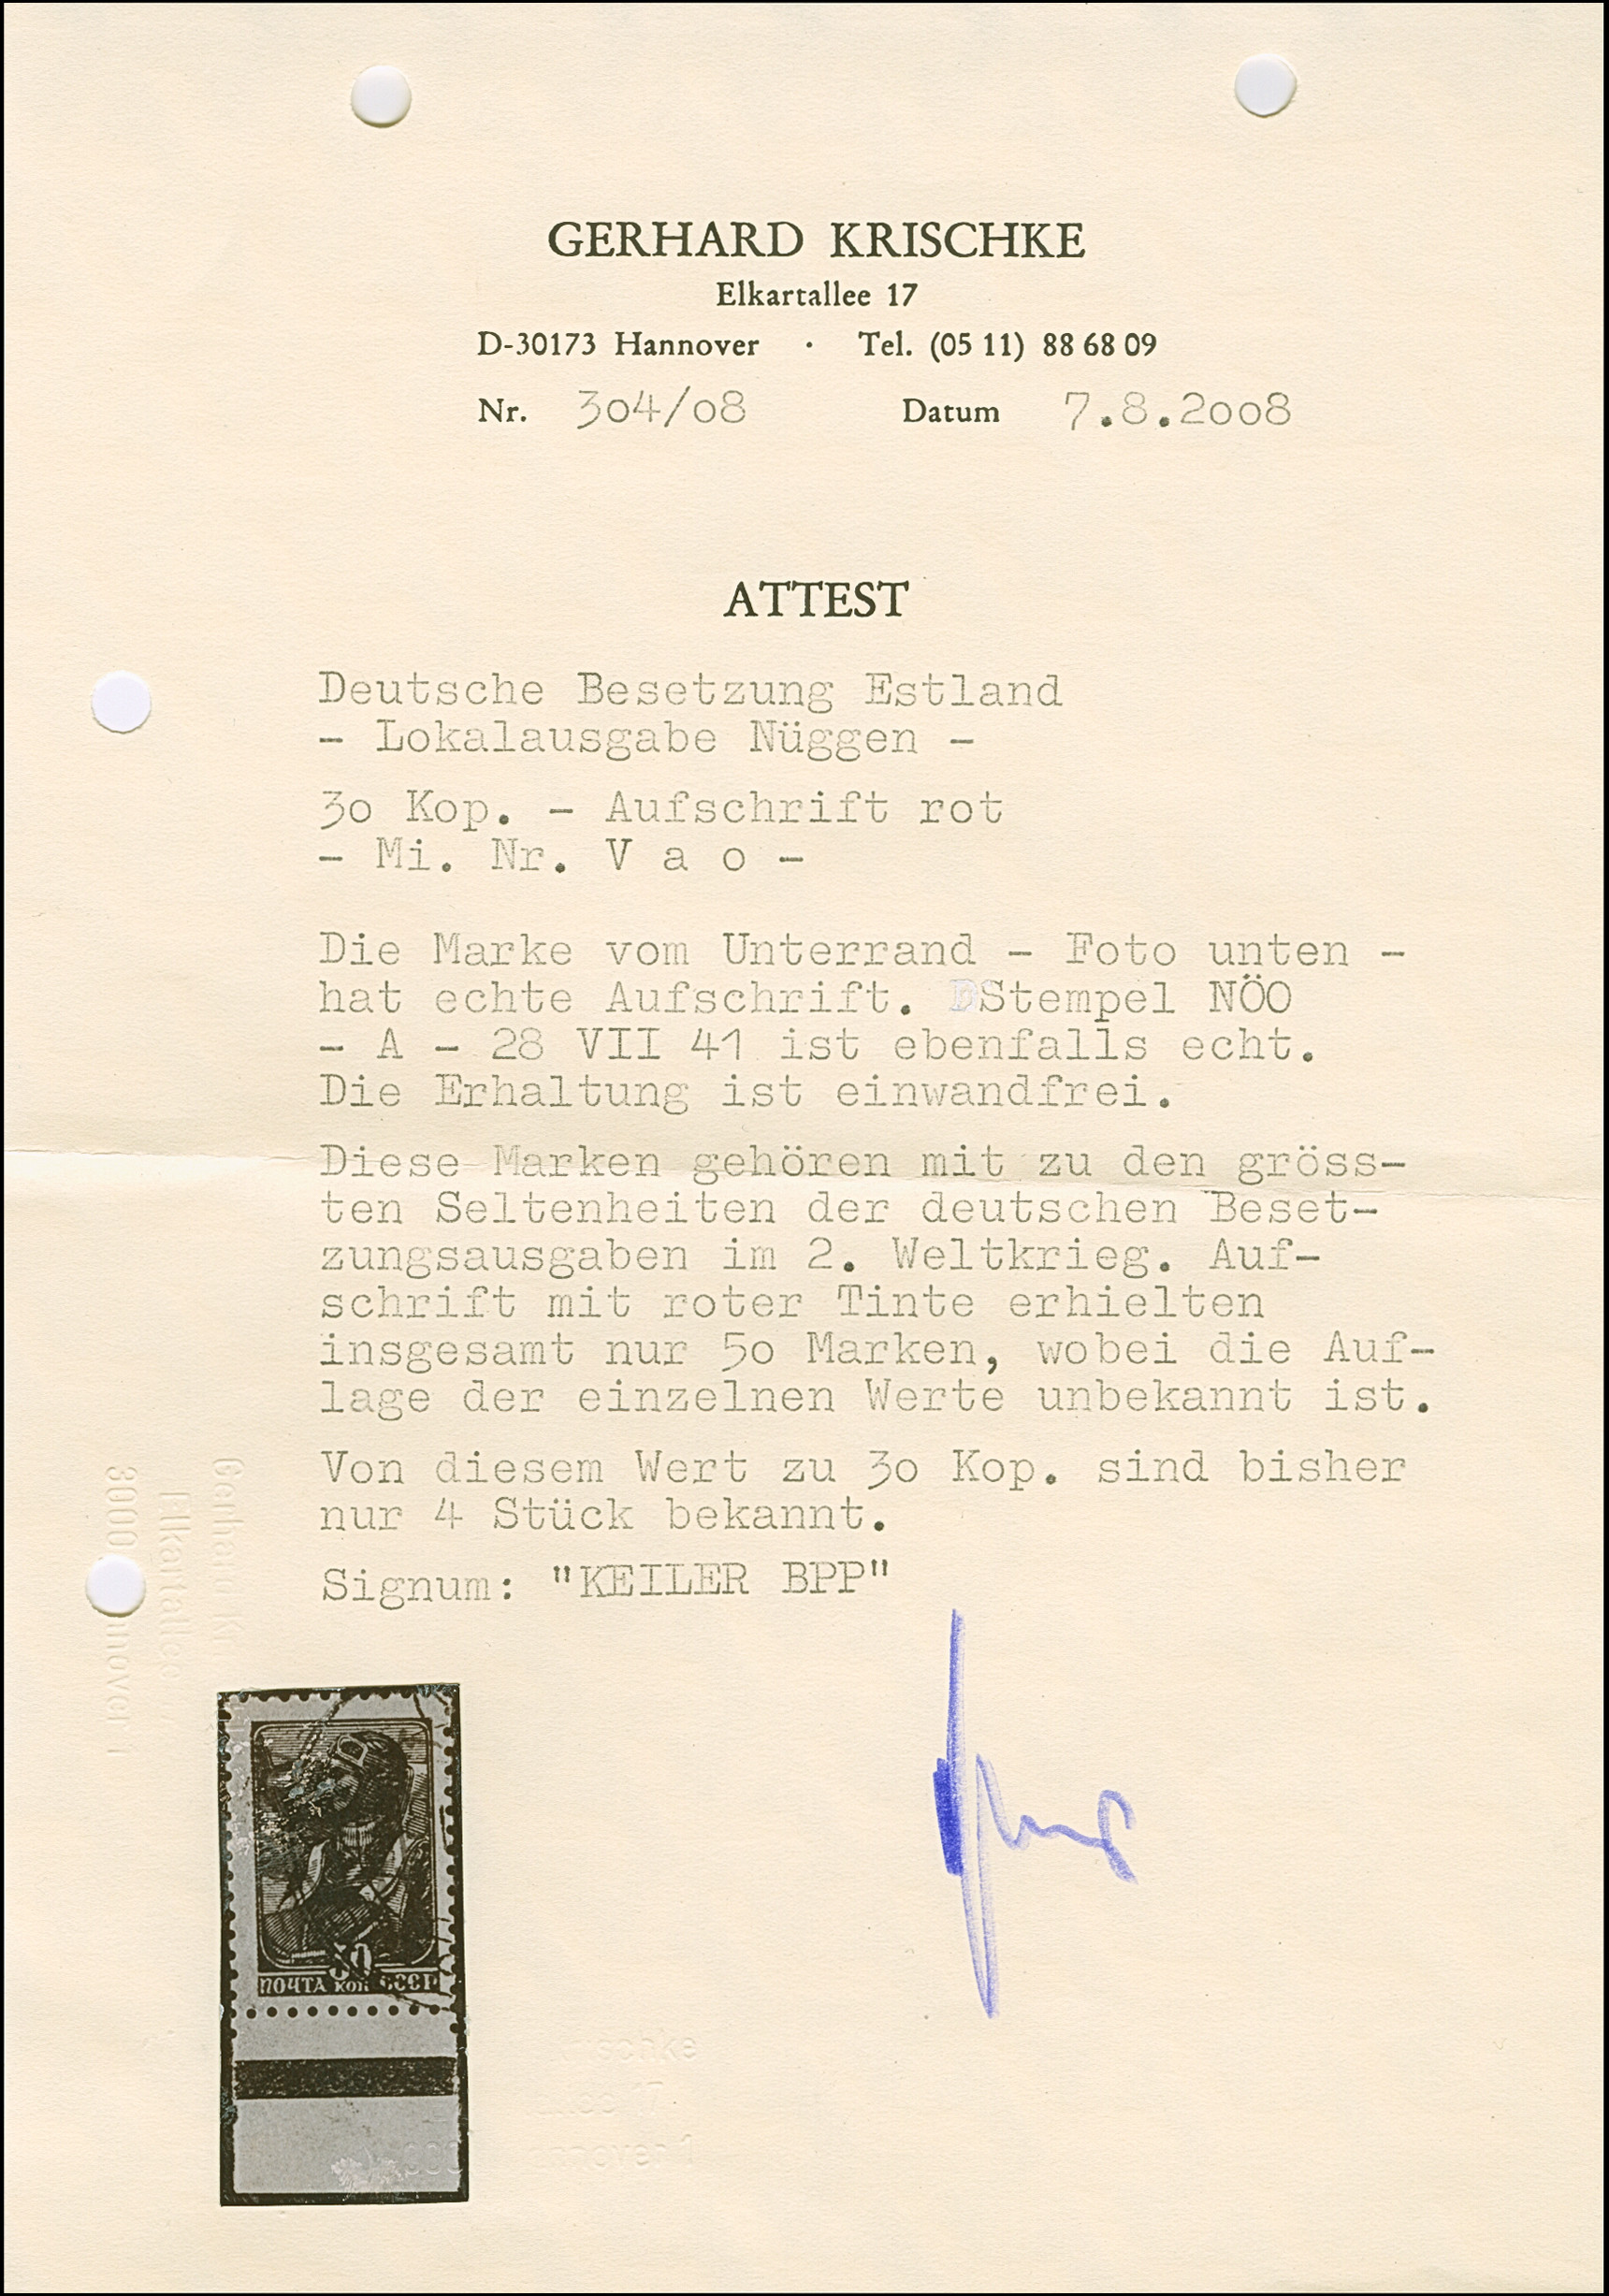 GERHARD KRISCHKE
Elkartallee 17
D-30173 Hannover · Tel. (05 11) 88 68 09
Nr. 304/08 Datum 7.8.2008
ATTEST
Deutsche Besetzung Estland
- Lokalausgabe Nüggen -
30 Kop. - Aufschrift rot
- Mi. Nr. V a o -
Die Marke vom Unterrand - Foto unten -
hat echte Aufschrift. Stempel NÖO
- A - 28 VII 41 ist ebenfalls echt.
Die Erhaltung ist einwandfrei.
Diese Marken gehören mit zu den gröss-
ten Seltenheiten der deutschen Beset-
zungsausgaben im 2. Weltkrieg. Auf-
schrift mit roter Tinte erhielten
insgesamt nur 50 Marken, wobei die Auf-
lage der einzelnen Werte unbekannt ist.
Von diesem Wert zu 30 Kop. sind bisher
nur 4 Stück bekannt.
Signum: "KEILER BPP"
Gerhard
Elkartallee
3000
30
ПОЧТА КОП СССР